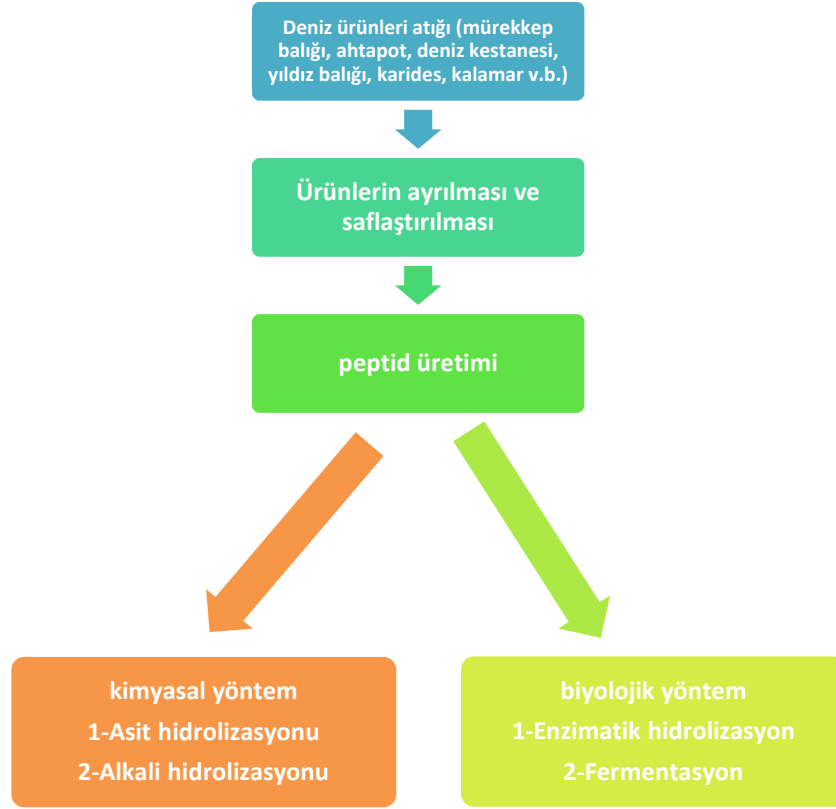 Deniz ürünleri atığı (mürekkep
balığı, ahtapot, deniz kestanesi,
yıldız balığı, karides, kalamar v.b.)
Ürünlerin ayrılması ve
saflaştırılması
peptid üretimi
kimyasal yöntem
1-Asit hidrolizasyonu
2-Alkali hidrolizasyonu
biyolojik yöntem
1-Enzimatik hidrolizasyon
2-Fermentasyon